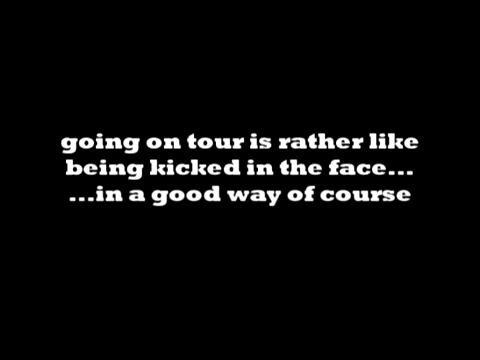 going on tour is rather like
being kicked in the face...
...in a good way of course